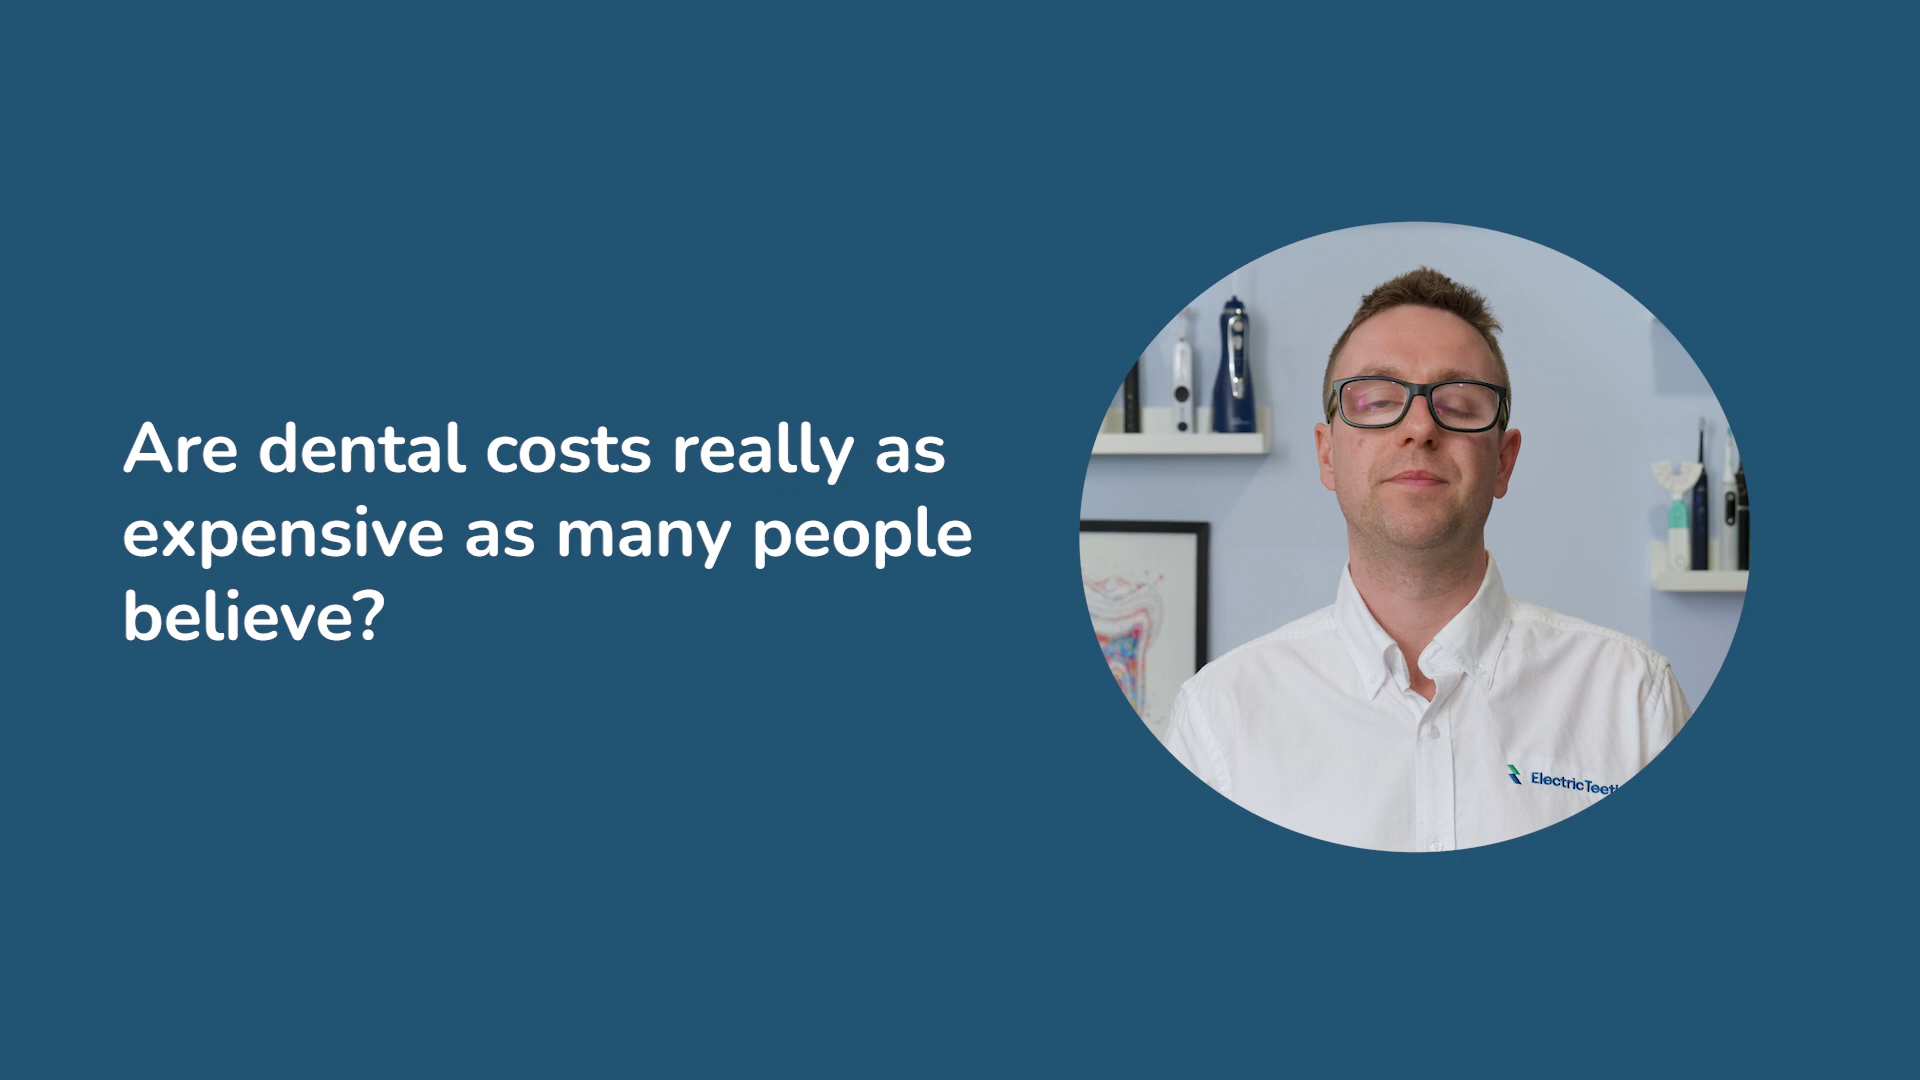 Are dental costs really as
expensive as many people
believe?